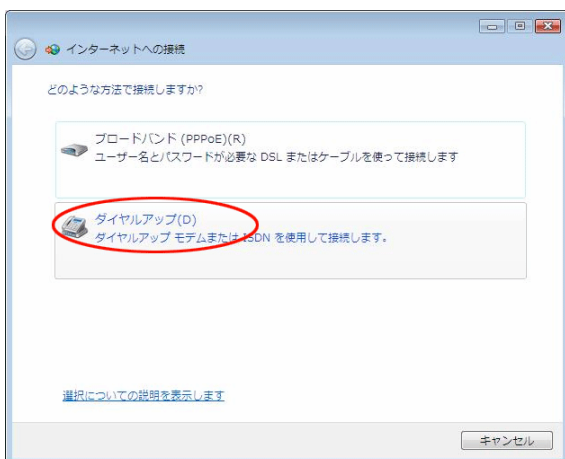 インターネットへの接続
どのような方法で接続しますか?
ブロードバンド (PPPoE)(R)
ユーザー名とパスワードが必要な DSL またはケーブルを使って接続します
ダイヤルアップ(D)
ダイヤルアップ モデムまたは ISDN を使用して接続します。
選択についての説明を表示します
キャンセル